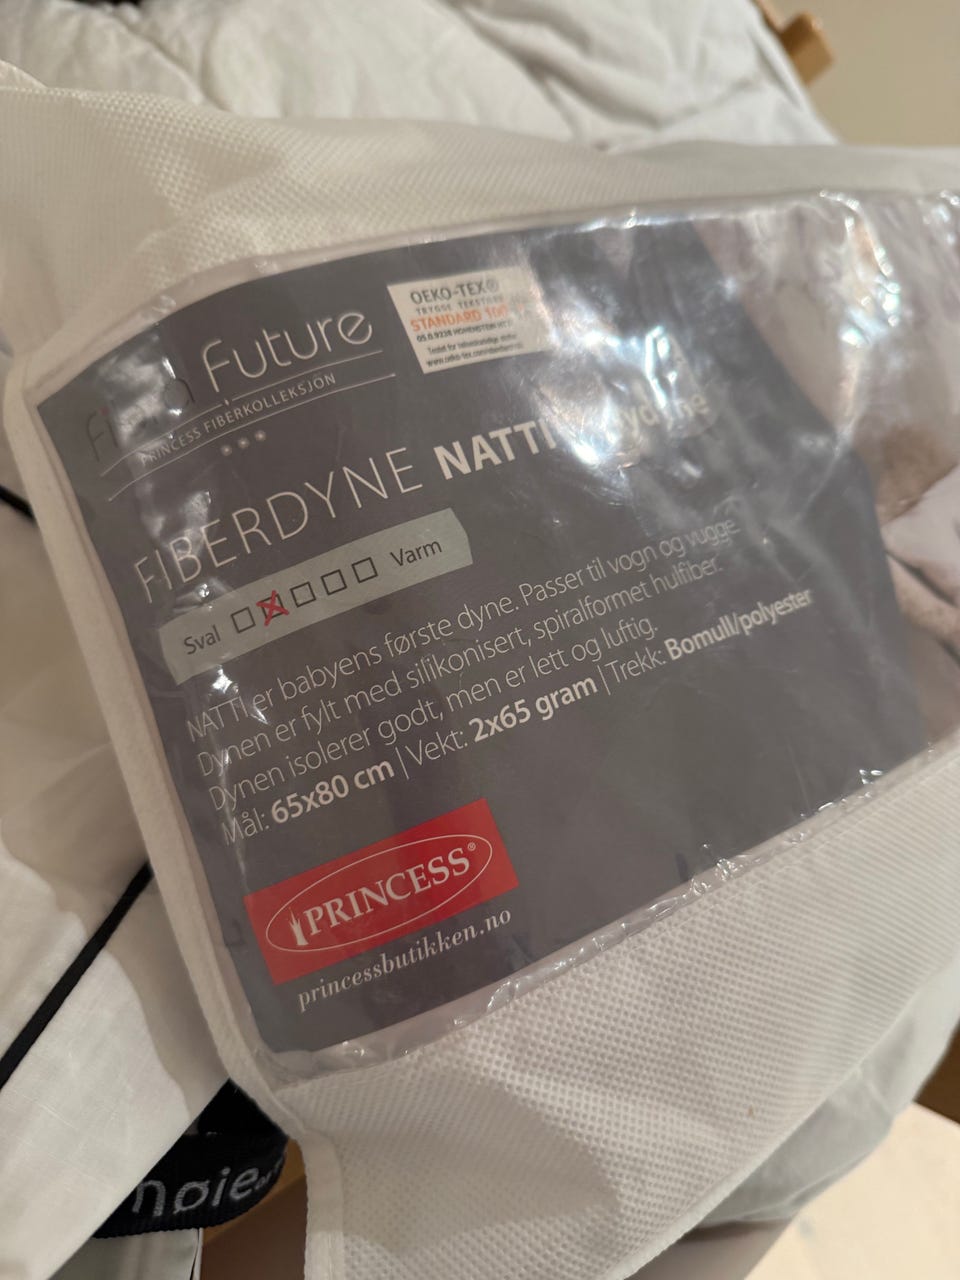 Future
PRINCESS FIBERKOLLEKSJON
OEKO-TEX®
STANDARD 100
FIBERDYNE NATTI
Sval Varm
NATTI er babyens første dyne. Passer til vogn og vugge.
Dynen er fylt med silikonisert, spiralformet hulfiber.
Dynen isolerer godt, men er lett og luftig.
Mål: 65x80 cm | Vekt: 2x65 gram | Trekk: Bomull/polyester
PRINCESS®
princessbutikken.no
høie